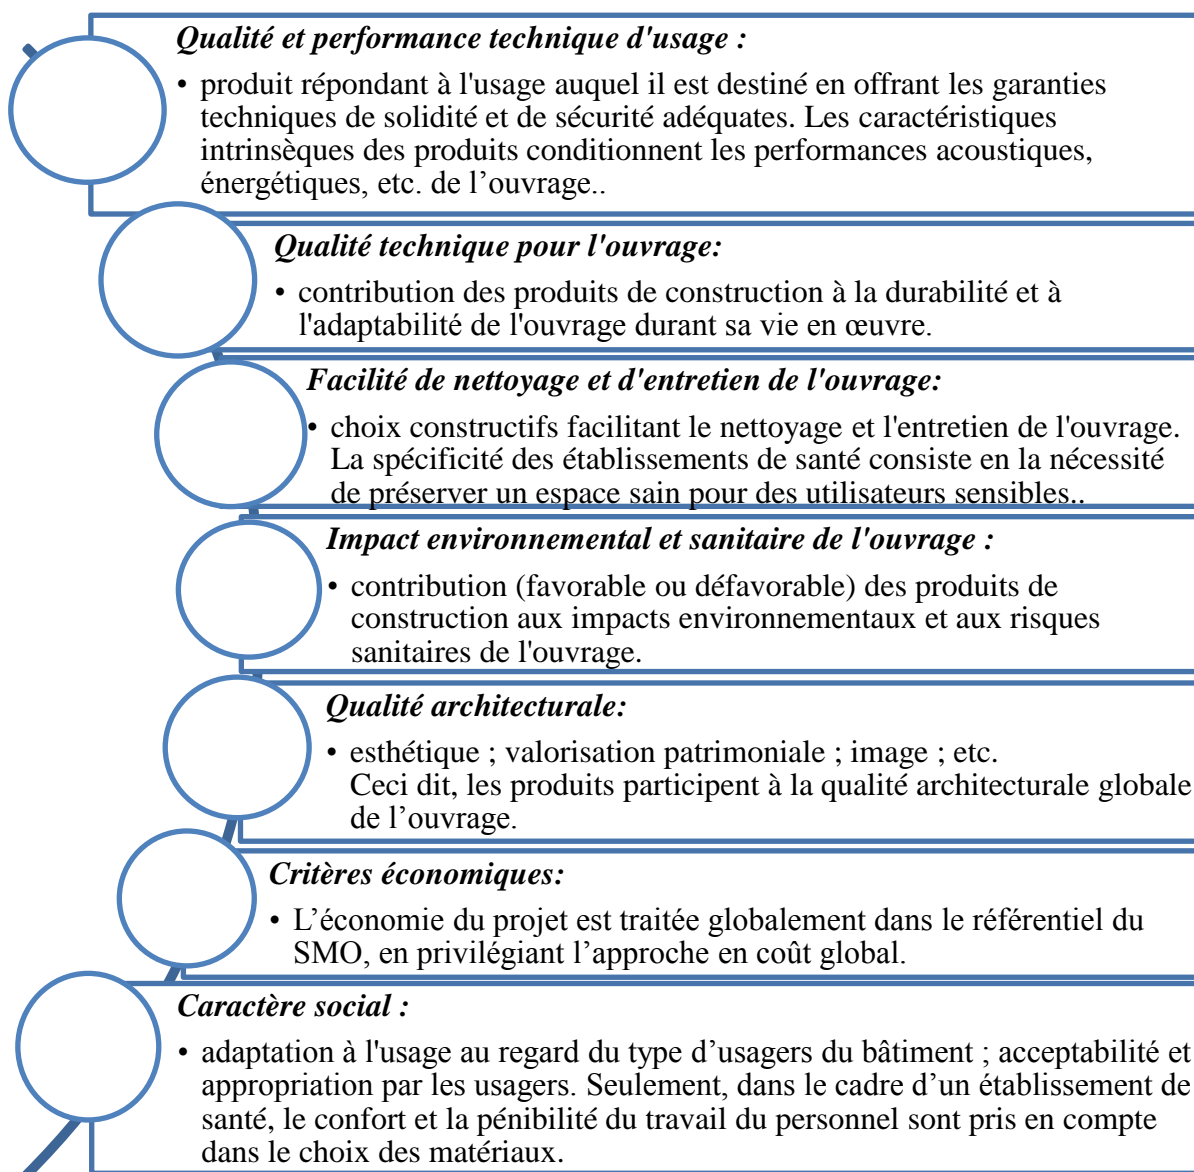 Qualité et performance technique d'usage :
• produit répondant à l'usage auquel il est destiné en offrant les garanties
techniques de solidité et de sécurité adéquates. Les caractéristiques
intrinsèques des produits conditionnent les performances acoustiques,
énergétiques, etc. de l’ouvrage..
Qualité technique pour l'ouvrage:
• contribution des produits de construction à la durabilité et à
l'adaptabilité de l'ouvrage durant sa vie en œuvre.
Facilité de nettoyage et d'entretien de l'ouvrage:
• choix constructifs facilitant le nettoyage et l'entretien de l'ouvrage.
La spécificité des établissements de santé consiste en la nécessité
de préserver un espace sain pour des utilisateurs sensibles..
Impact environnemental et sanitaire de l'ouvrage :
• contribution (favorable ou défavorable) des produits de
construction aux impacts environnementaux et aux risques
sanitaires de l'ouvrage.
Qualité architecturale:
• esthétique ; valorisation patrimoniale ; image ; etc.
Ceci dit, les produits participent à la qualité architecturale globale
de l’ouvrage.
Critères économiques:
• L’économie du projet est traitée globalement dans le référentiel du
SMO, en privilégiant l’approche en coût global.
Caractère social :
• adaptation à l'usage au regard du type d’usagers du bâtiment ; acceptabilité et
appropriation par les usagers. Seulement, dans le cadre d’un établissement de
santé, le confort et la pénibilité du travail du personnel sont pris en compte
dans le choix des matériaux.